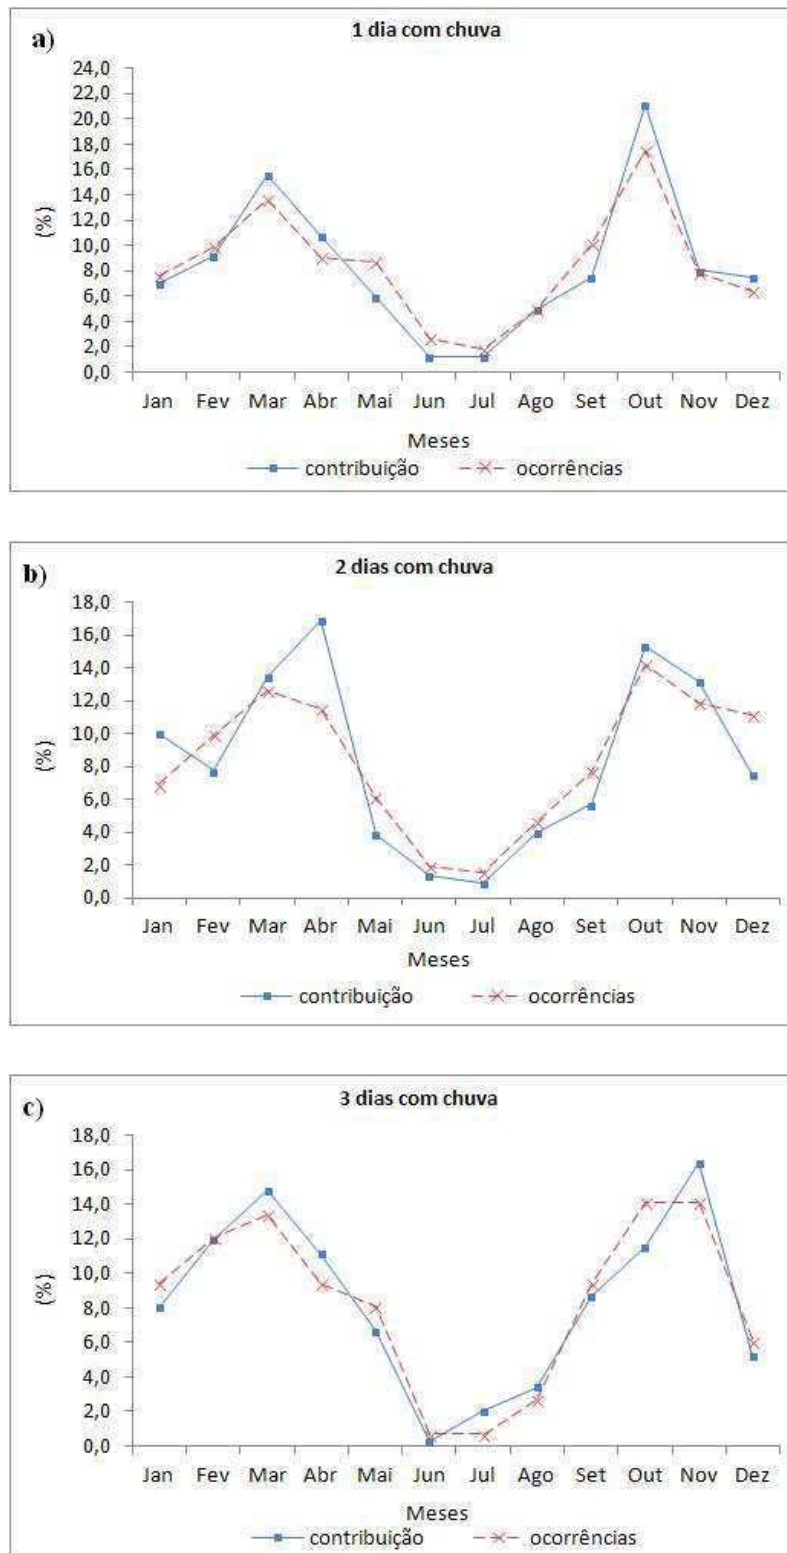 a)
1 dia com chuva
24,0
22,0
20,0
18,0
16,0
14,0
12,0
10,0
8,0
6,0
4,0
2,0
0,0
(%)
Jan Fev Mar Abr Mai Jun Jul Ago Set Out Nov Dez
Meses
contribuição ocorrências
b)
2 dias com chuva
18,0
16,0
14,0
12,0
10,0
8,0
6,0
4,0
2,0
0,0
(%)
Jan Fev Mar Abr Mai Jun Jul Ago Set Out Nov Dez
Meses
contribuição ocorrências
c)
3 dias com chuva
18,0
16,0
14,0
12,0
10,0
8,0
6,0
4,0
2,0
0,0
(%)
Jan Fev Mar Abr Mai Jun Jul Ago Set Out Nov Dez
Meses
contribuição ocorrências